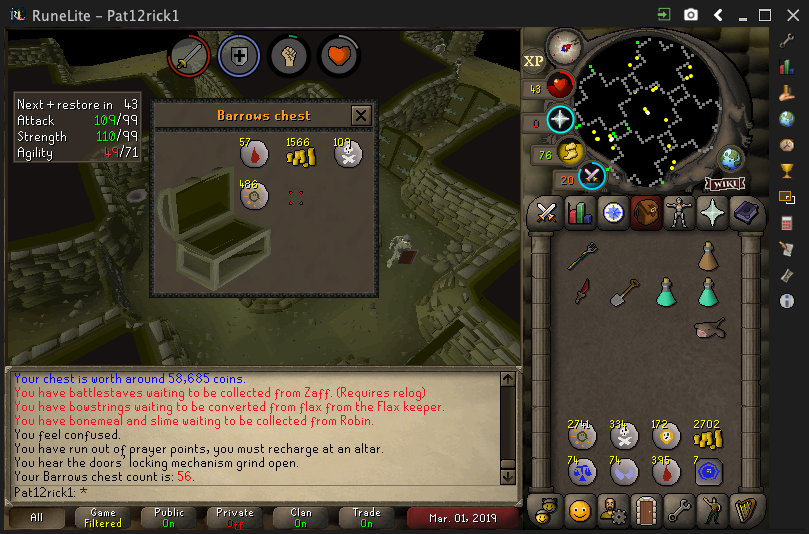 RuneLite - Pat12rick1
Next + restore in 43
Attack 109/99
Strength 110/99
Agility 49/71
Barrows chest
57
1566
109
486
XP
43
0
76
20
WIKI
2741
334
172
2702
74
74
395
7
Your chest is worth around 58,685 coins.
You have battlestaves waiting to be collected from Zaff. (Requires relog)
You have bowstrings waiting to be converted from flax from the Flax keeper.
You have bonemeal and slime waiting to be collected from Robin.
You feel confused.
You have run out of prayer points, you must recharge at an altar.
You hear the doors' locking mechanism grind open.
Your Barrows chest count is: 56.
Pat12rick1: *
All
Game
Filtered
Public
On
Private
Off
Clan
On
Trade
On
Mar. 01, 2019